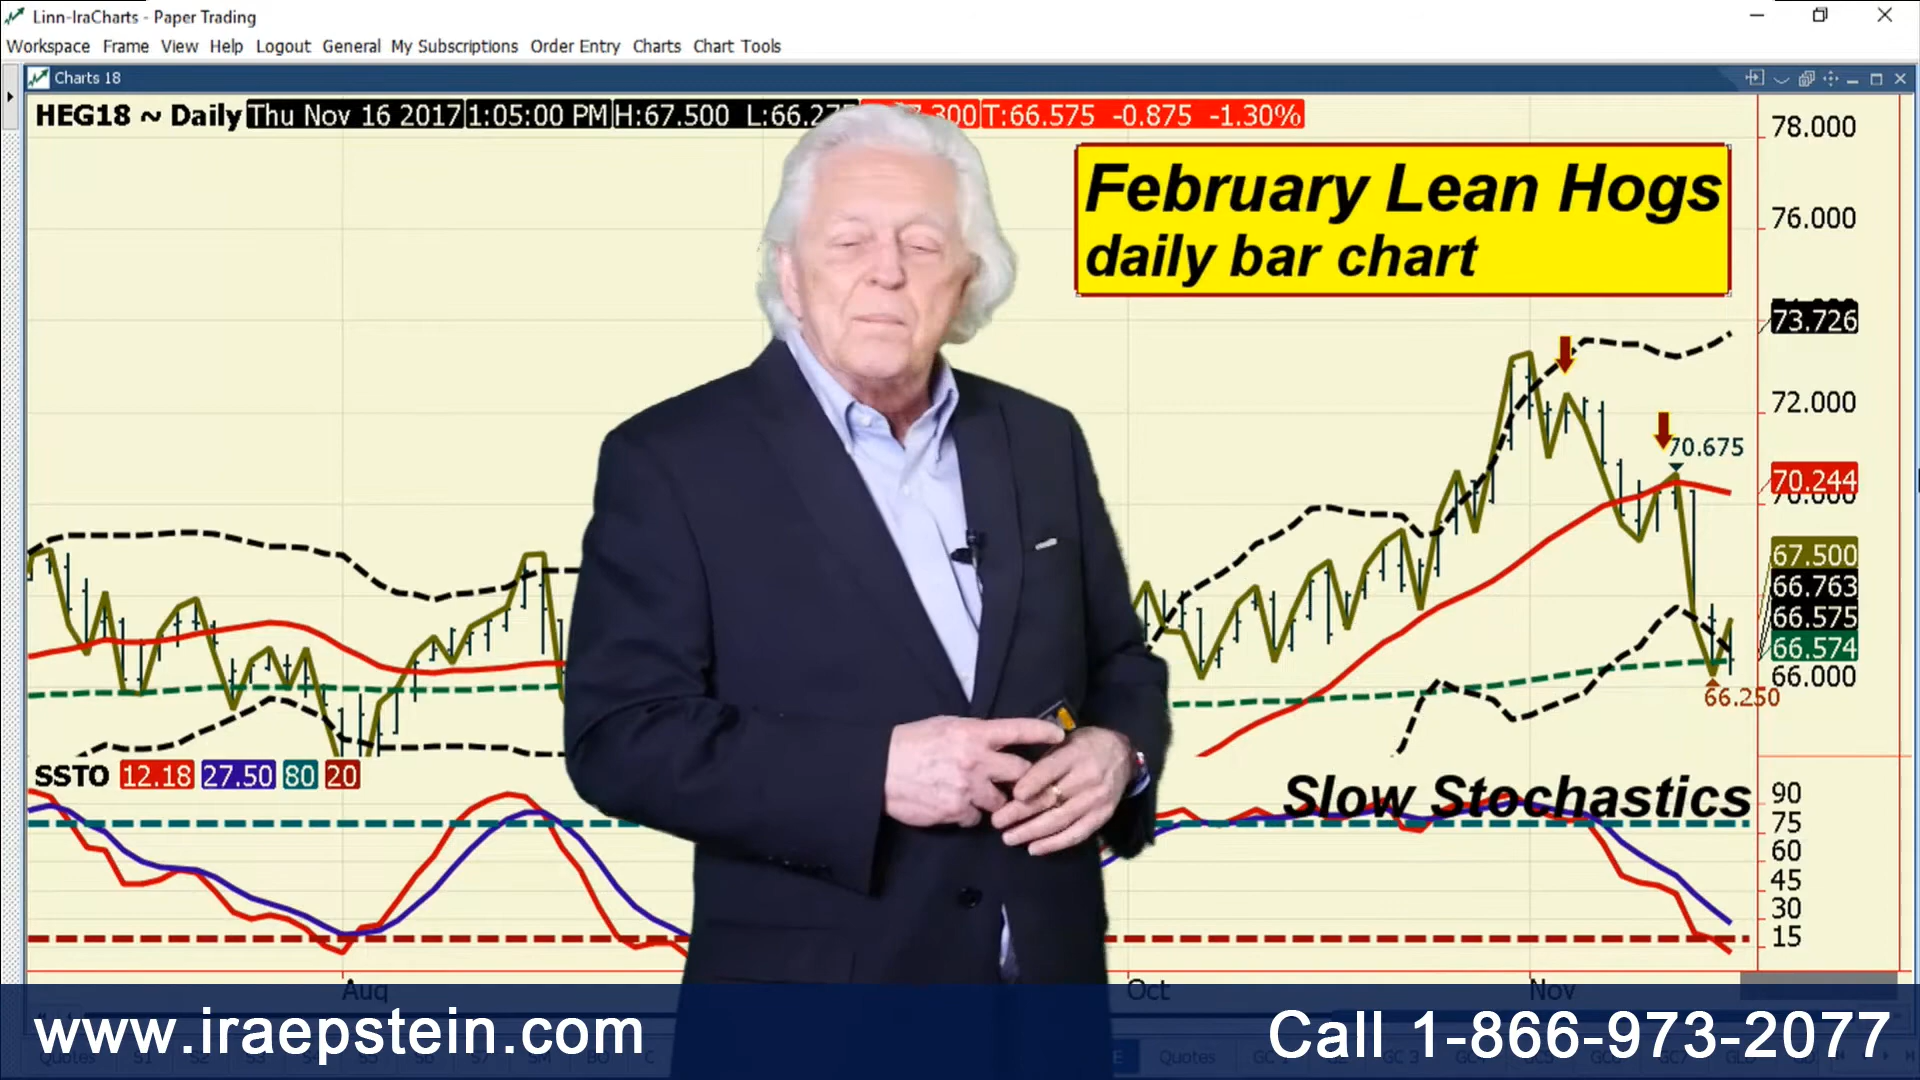 Linn-IraCharts - Paper Trading
Workspace Frame View Help Logout General My Subscriptions Order Entry Charts Chart Tools
Charts 18
HEG18 ~ Daily Thu Nov 16 2017 1:05:00 PM H:67.500 T:66.575 -0.875 -1.30%
78.000
February Lean Hogs
daily bar chart
76.000
73.726
72.000
70.675
70.244
70.000
67.500
66.763
66.575
66.574
66.000
66.250
SSTO 12.18 27.50 80 20
Slow Stochastics
90
75
60
45
30
15
Aug Oct Nov
www.iraepstein.com
Call 1-866-973-2077